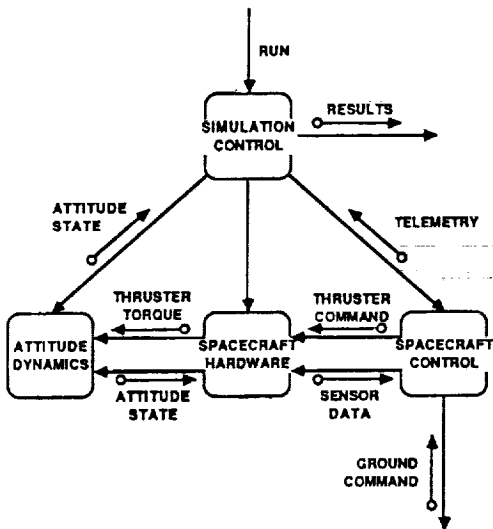 RUN
RESULTS
SIMULATION
CONTROL
ATTITUDE
STATE
TELEMETRY
THRUSTER
TORQUE
THRUSTER
COMMAND
ATTITUDE
DYNAMICS
SPACECRAFT
HARDWARE
SPACECRAFT
CONTROL
ATTITUDE
STATE
SENSOR
DATA
GROUND
COMMAND